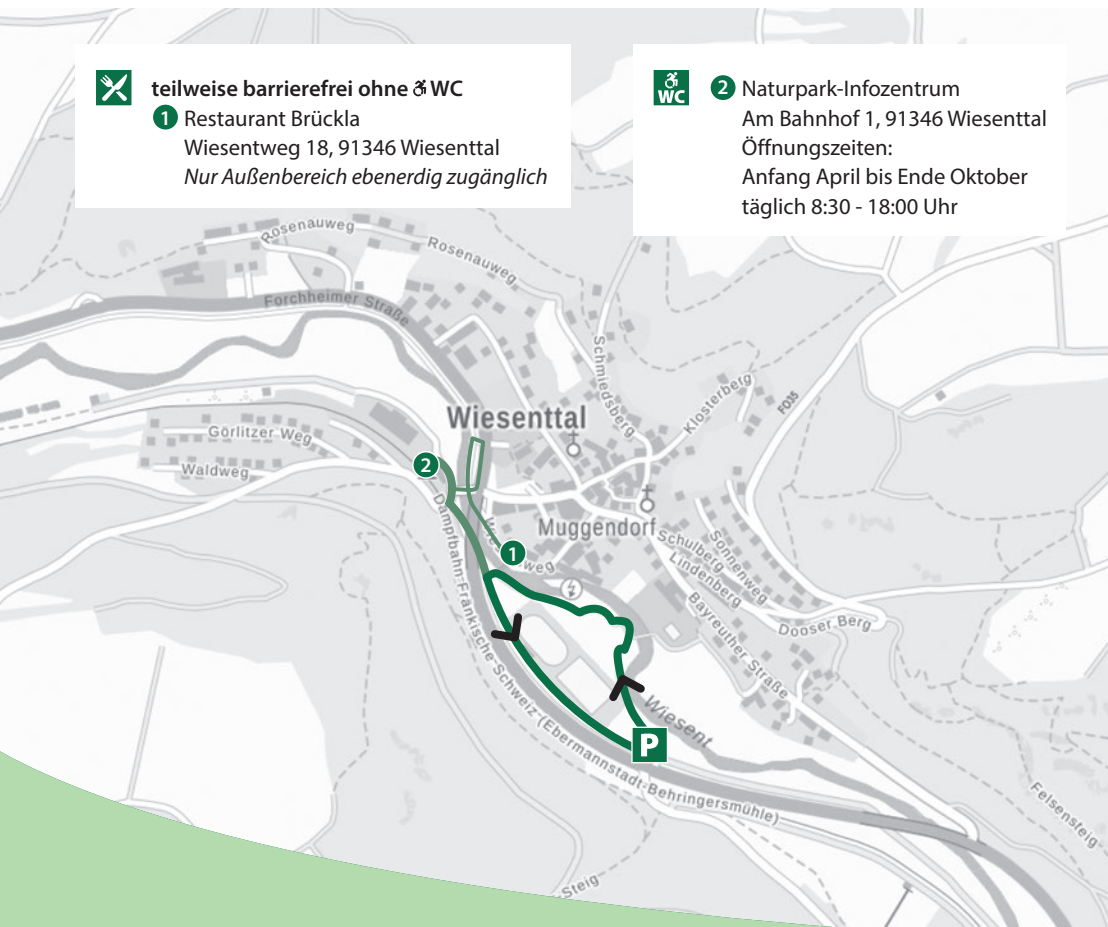 teilweise barrierefrei ohne WC
1 Restaurant Brückla
Wiesentweg 18, 91346 Wiesenttal
Nur Außenbereich ebenerdig zugänglich
WC
2 Naturpark-Infozentrum
Am Bahnhof 1, 91346 Wiesenttal
Öffnungszeiten:
Anfang April bis Ende Oktober
täglich 8:30 - 18:00 Uhr
Rosenauweg
Rosenauweg
Forchheimer Straße
Schmiedsberg
Klosterberg
FO35
Wiesenttal
Görlitzer Weg
Waldweg
2
Muggendorf
1
Schulberg
Sonnenweg
Lindenberg
Dooser Berg
Bayreuther Straße
Dampfbahn Fränkische Schweiz (Ebermannstadt-Behringersmühle)
Wiesent
P
Felsensteig
Steig